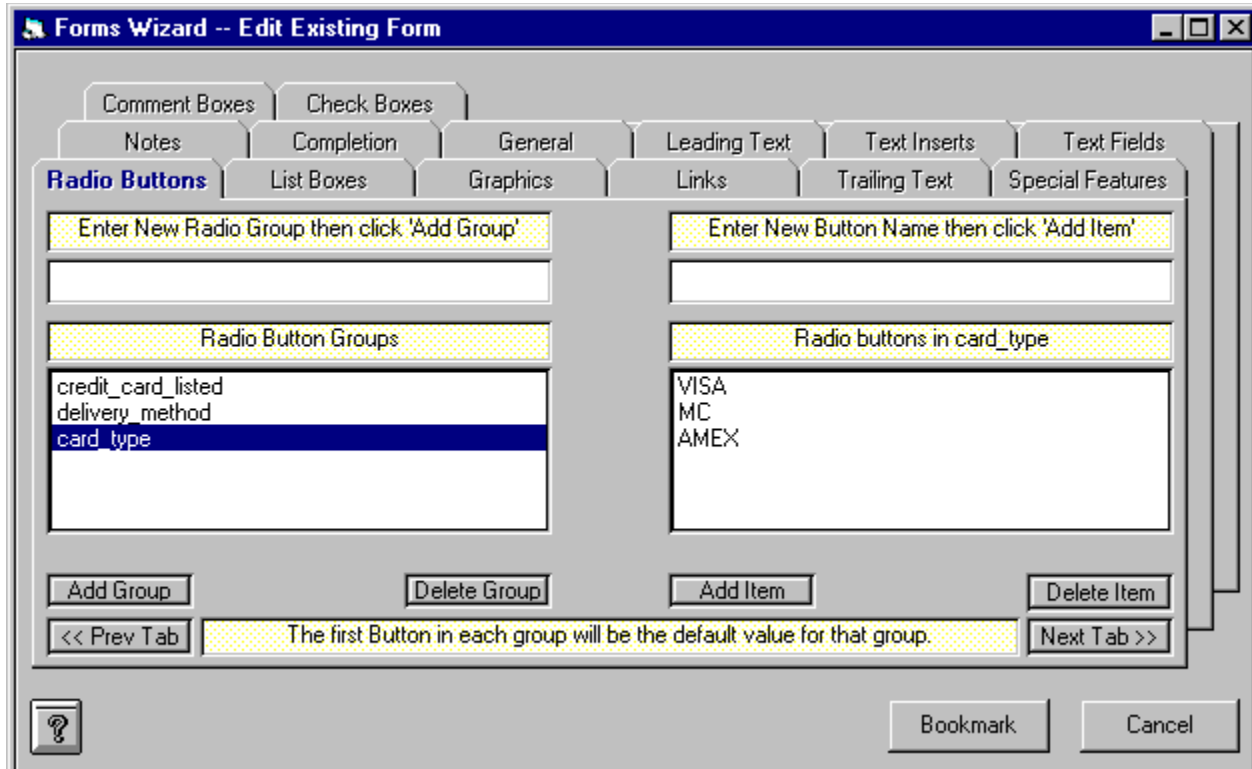 Forms Wizard -- Edit Existing Form
Comment Boxes Check Boxes
Notes Completion General Leading Text Text Inserts Text Fields
Radio Buttons List Boxes Graphics Links Trailing Text Special Features
Enter New Radio Group then click 'Add Group' Enter New Button Name then click 'Add Item'
Radio Button Groups Radio buttons in card_type
credit_card_listed VISA
delivery_method MC
card_type AMEX
Add Group Delete Group Add Item Delete Item
<< Prev Tab The first Button in each group will be the default value for that group. Next Tab >>
? Bookmark Cancel